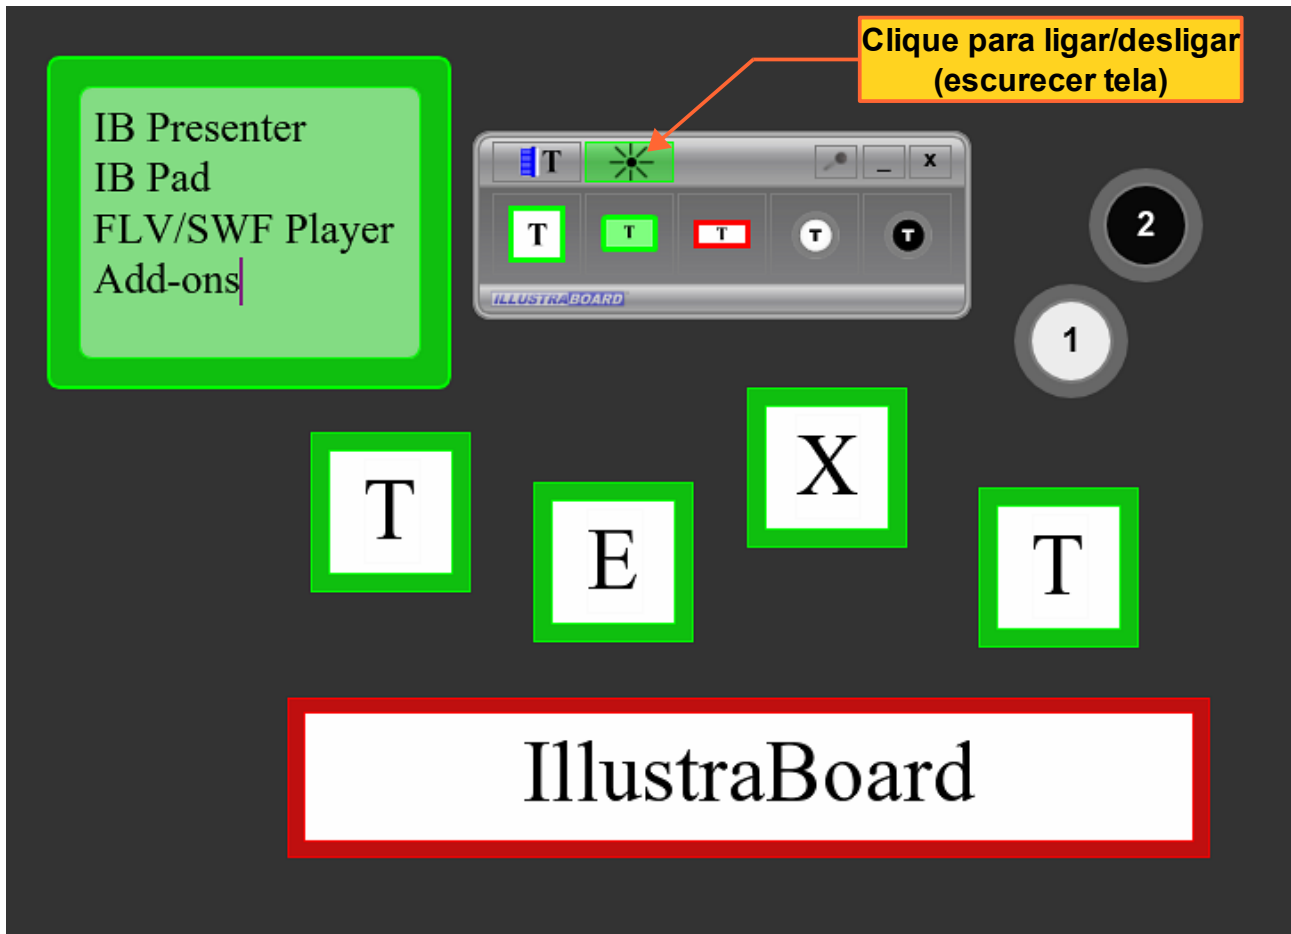 Clique para ligar/desligar
(escurecer tela)
IB Presenter
IB Pad
FLV/SWF Player
Add-ons
T
_ x
T T T T T
ILLUSTRABOARD
2
1
T E X T
IllustraBoard